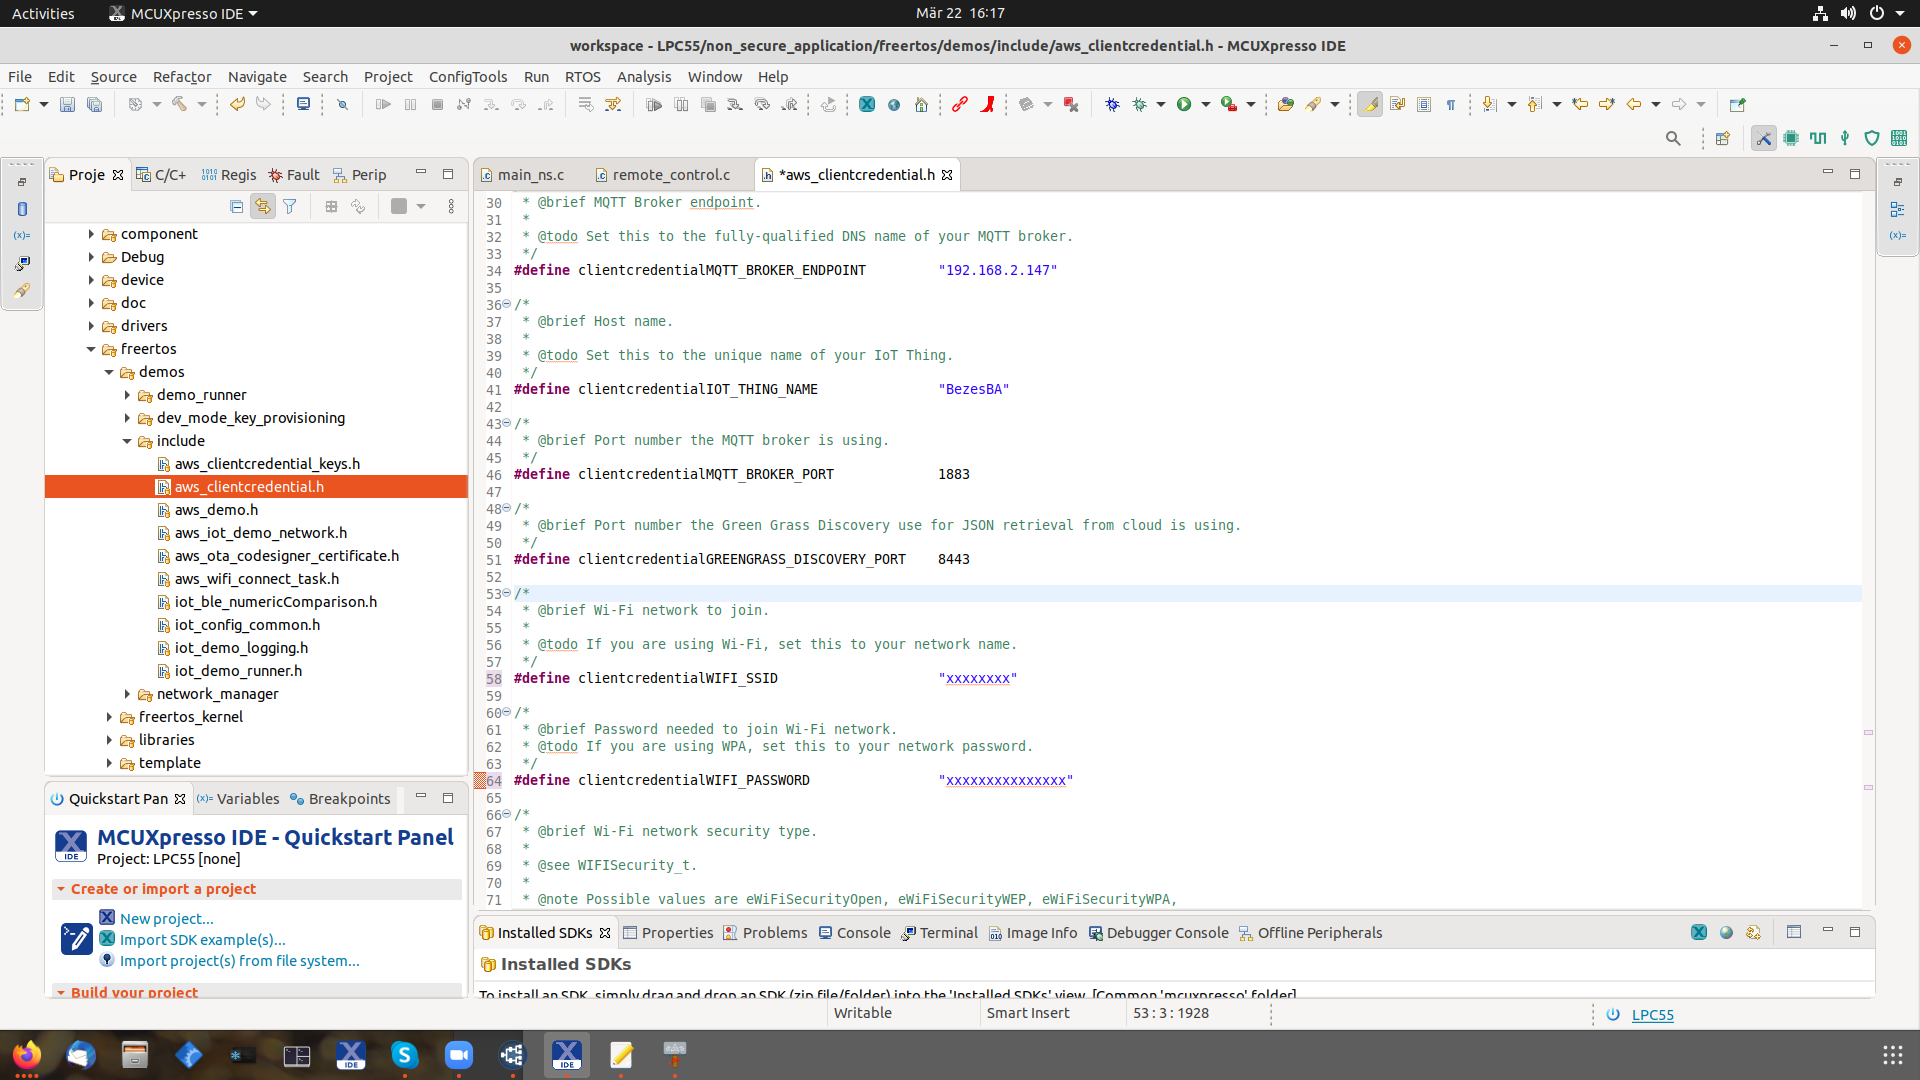 Activities MCUXpresso IDE Mär 22 16:17
workspace - LPC55/non_secure_application/freertos/demos/include/aws_clientcredential.h - MCUXpresso IDE
File Edit Source Refactor Navigate Search Project ConfigTools Run RTOS Analysis Window Help
Proje C/C+ Regis Fault Perip
component
Debug
device
doc
drivers
freertos
demos
demo_runner
dev_mode_key_provisioning
include
aws_clientcredential_keys.h
aws_clientcredential.h
aws_demo.h
aws_iot_demo_network.h
aws_ota_codesigner_certificate.h
aws_wifi_connect_task.h
iot_ble_numericComparison.h
iot_config_common.h
iot_demo_logging.h
iot_demo_runner.h
network_manager
freertos_kernel
libraries
template
Quickstart Pan (x)= Variables Breakpoints
MCUXpresso IDE - Quickstart Panel
Project: LPC55 [none]
Create or import a project
New project...
Import SDK example(s)...
Import project(s) from file system...
Build your project
main_ns.c remote_control.c *aws_clientcredential.h
30 * @brief MQTT Broker endpoint.
31 *
32 * @todo Set this to the fully-qualified DNS name of your MQTT broker.
33 */
34 #define clientcredentialMQTT_BROKER_ENDPOINT "192.168.2.147"
35
36 /*
37 * @brief Host name.
38 *
39 * @todo Set this to the unique name of your IoT Thing.
40 */
41 #define clientcredentialIOT_THING_NAME "BezesBA"
42
43 /*
44 * @brief Port number the MQTT broker is using.
45 */
46 #define clientcredentialMQTT_BROKER_PORT 1883
47
48 /*
49 * @brief Port number the Green Grass Discovery use for JSON retrieval from cloud is using.
50 */
51 #define clientcredentialGREENGRASS_DISCOVERY_PORT 8443
52
53 /*
54 * @brief Wi-Fi network to join.
55 *
56 * @todo If you are using Wi-Fi, set this to your network name.
57 */
58 #define clientcredentialWIFI_SSID "xxxxxxxx"
59
60 /*
61 * @brief Password needed to join Wi-Fi network.
62 * @todo If you are using WPA, set this to your network password.
63 */
64 #define clientcredentialWIFI_PASSWORD "xxxxxxxxxxxxxxx"
65
66 /*
67 * @brief Wi-Fi network security type.
68 *
69 * @see WIFISecurity_t.
70 *
71 * @note Possible values are eWiFiSecurityOpen, eWiFiSecurityWEP, eWiFiSecurityWPA,
Installed SDKs Properties Problems Console Terminal Image Info Debugger Console Offline Peripherals
Installed SDKs
To install an SDK, simply drag and drop an SDK (zip file/folder) into the 'Installed SDKs' view. [Common 'mcuxpresso' folder]
Writable Smart Insert 53 : 3 : 1928 LPC55